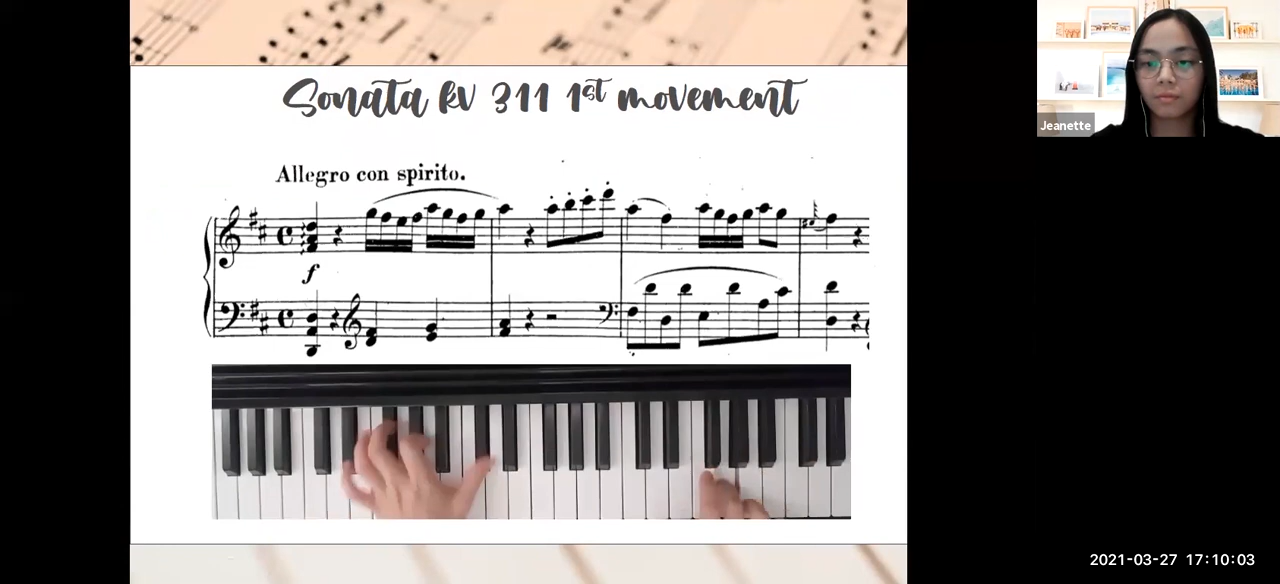 Sonata kv 311 1st movement
Allegro con spirito.
f
Jeanette
2021-03-27 17:10:03